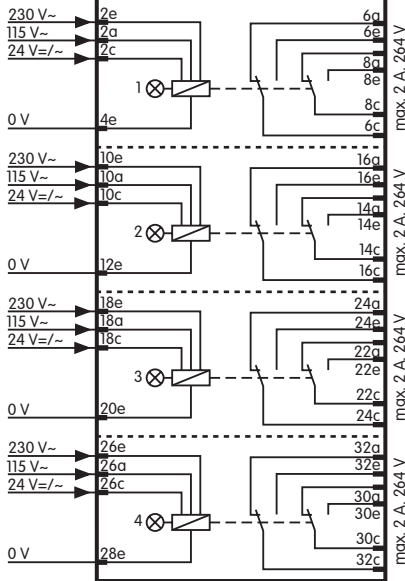 230 V~ 2e 6a
115 V~ 2a 6e
24 V=/~ 2c
8a
1 8e
8c
0 V 4e 6c
max. 2 A, 264 V
230 V~ 10e 16a
115 V~ 10a 16e
24 V=/~ 10c
14a
2 14e
14c
0 V 12e 16c
max. 2 A, 264 V
230 V~ 18e 24a
115 V~ 18a 24e
24 V=/~ 18c
22a
3 22e
22c
0 V 20e 24c
max. 2 A, 264 V
230 V~ 26e 32a
115 V~ 26a 32e
24 V=/~ 26c
30a
4 30e
30c
0 V 28e 32c
max. 2 A, 264 V